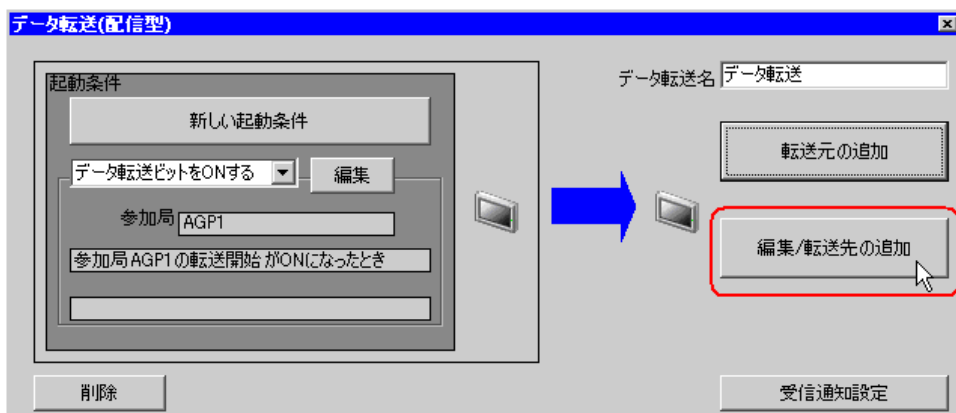 データ転送(配信型)
起動条件
新しい起動条件
データ転送ビットをONする
編集
参加局 AGP1
参加局 AGP1 の転送開始 がONになったとき
データ転送名 データ転送
転送元の追加
編集/転送先の追加
削除
受信通知設定